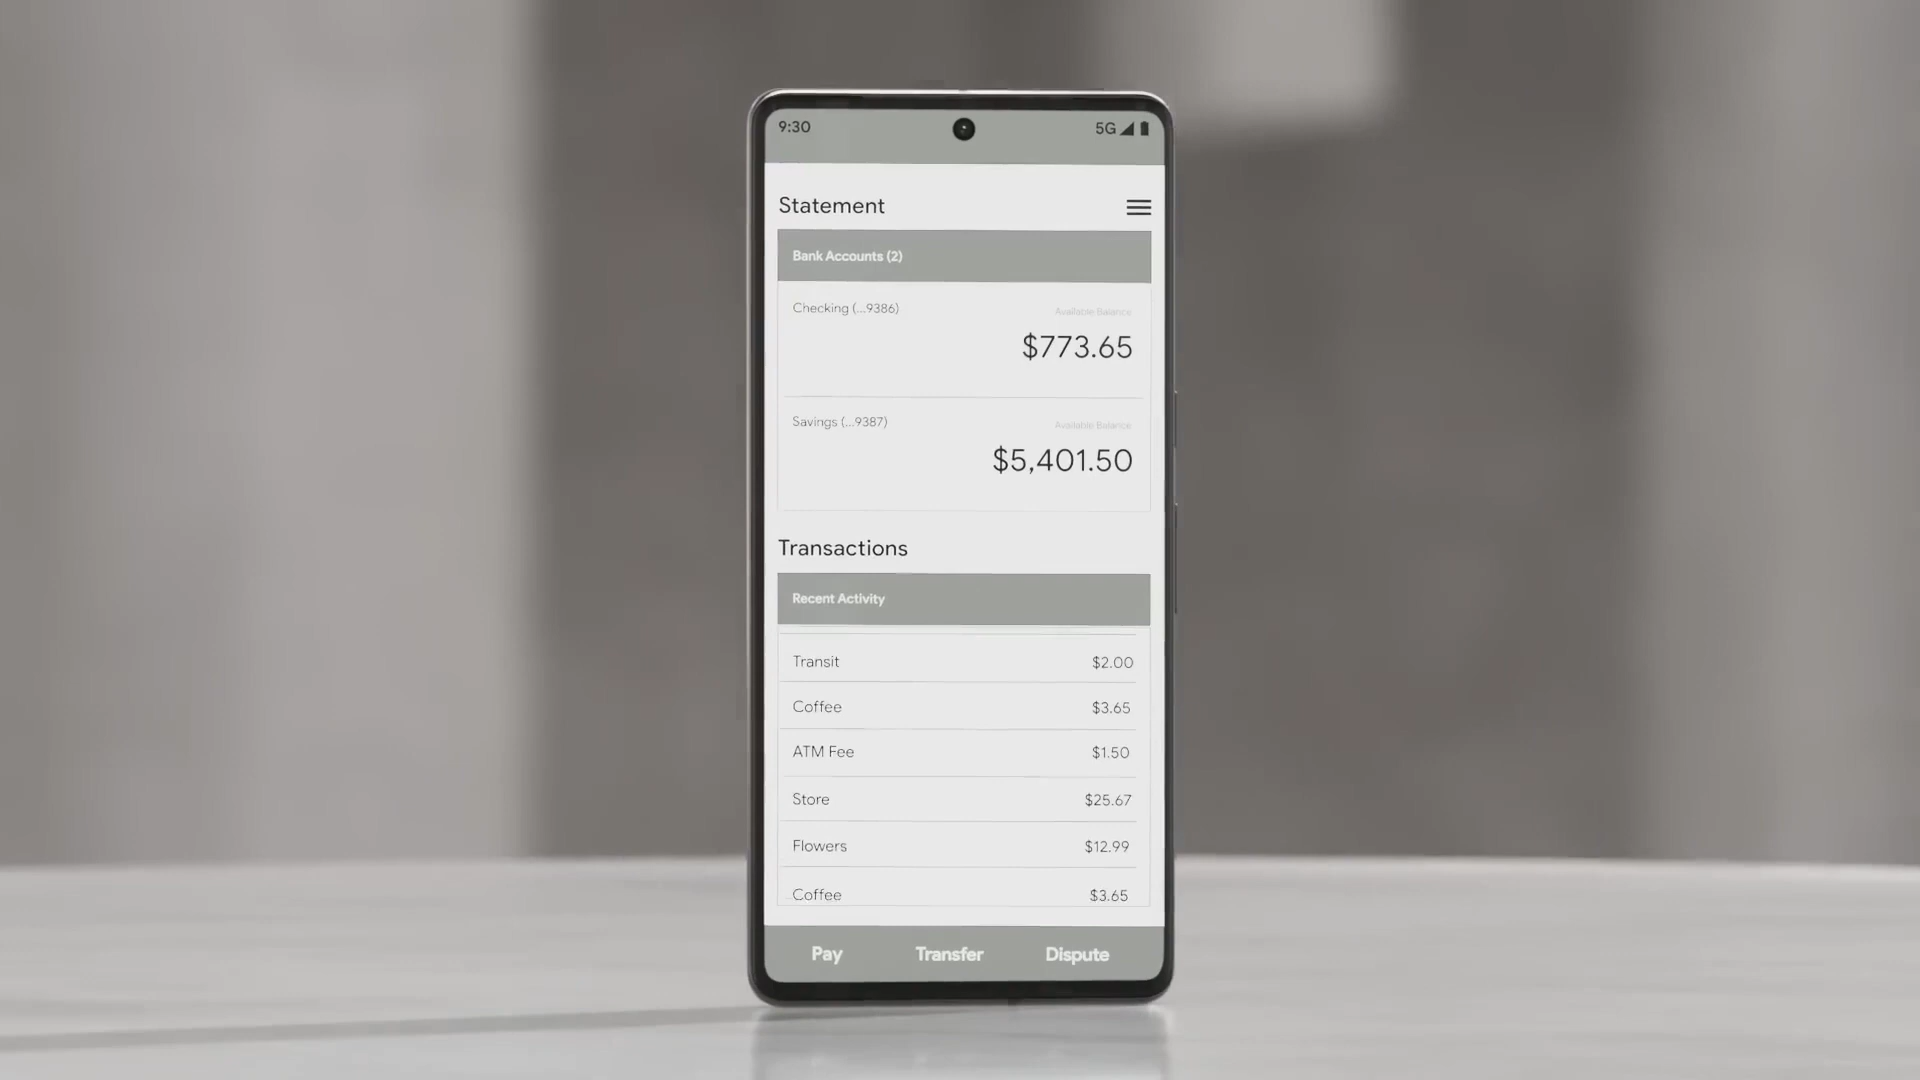 9:30
5G
Statement
Bank Accounts (2)
Checking (...9386)
Available Balance
$773.65
Savings (...9387)
Available Balance
$5,401.50
Transactions
Recent Activity
Transit $2.00
Coffee $3.65
ATM Fee $1.50
Store $25.67
Flowers $12.99
Coffee $3.65
Pay Transfer Dispute